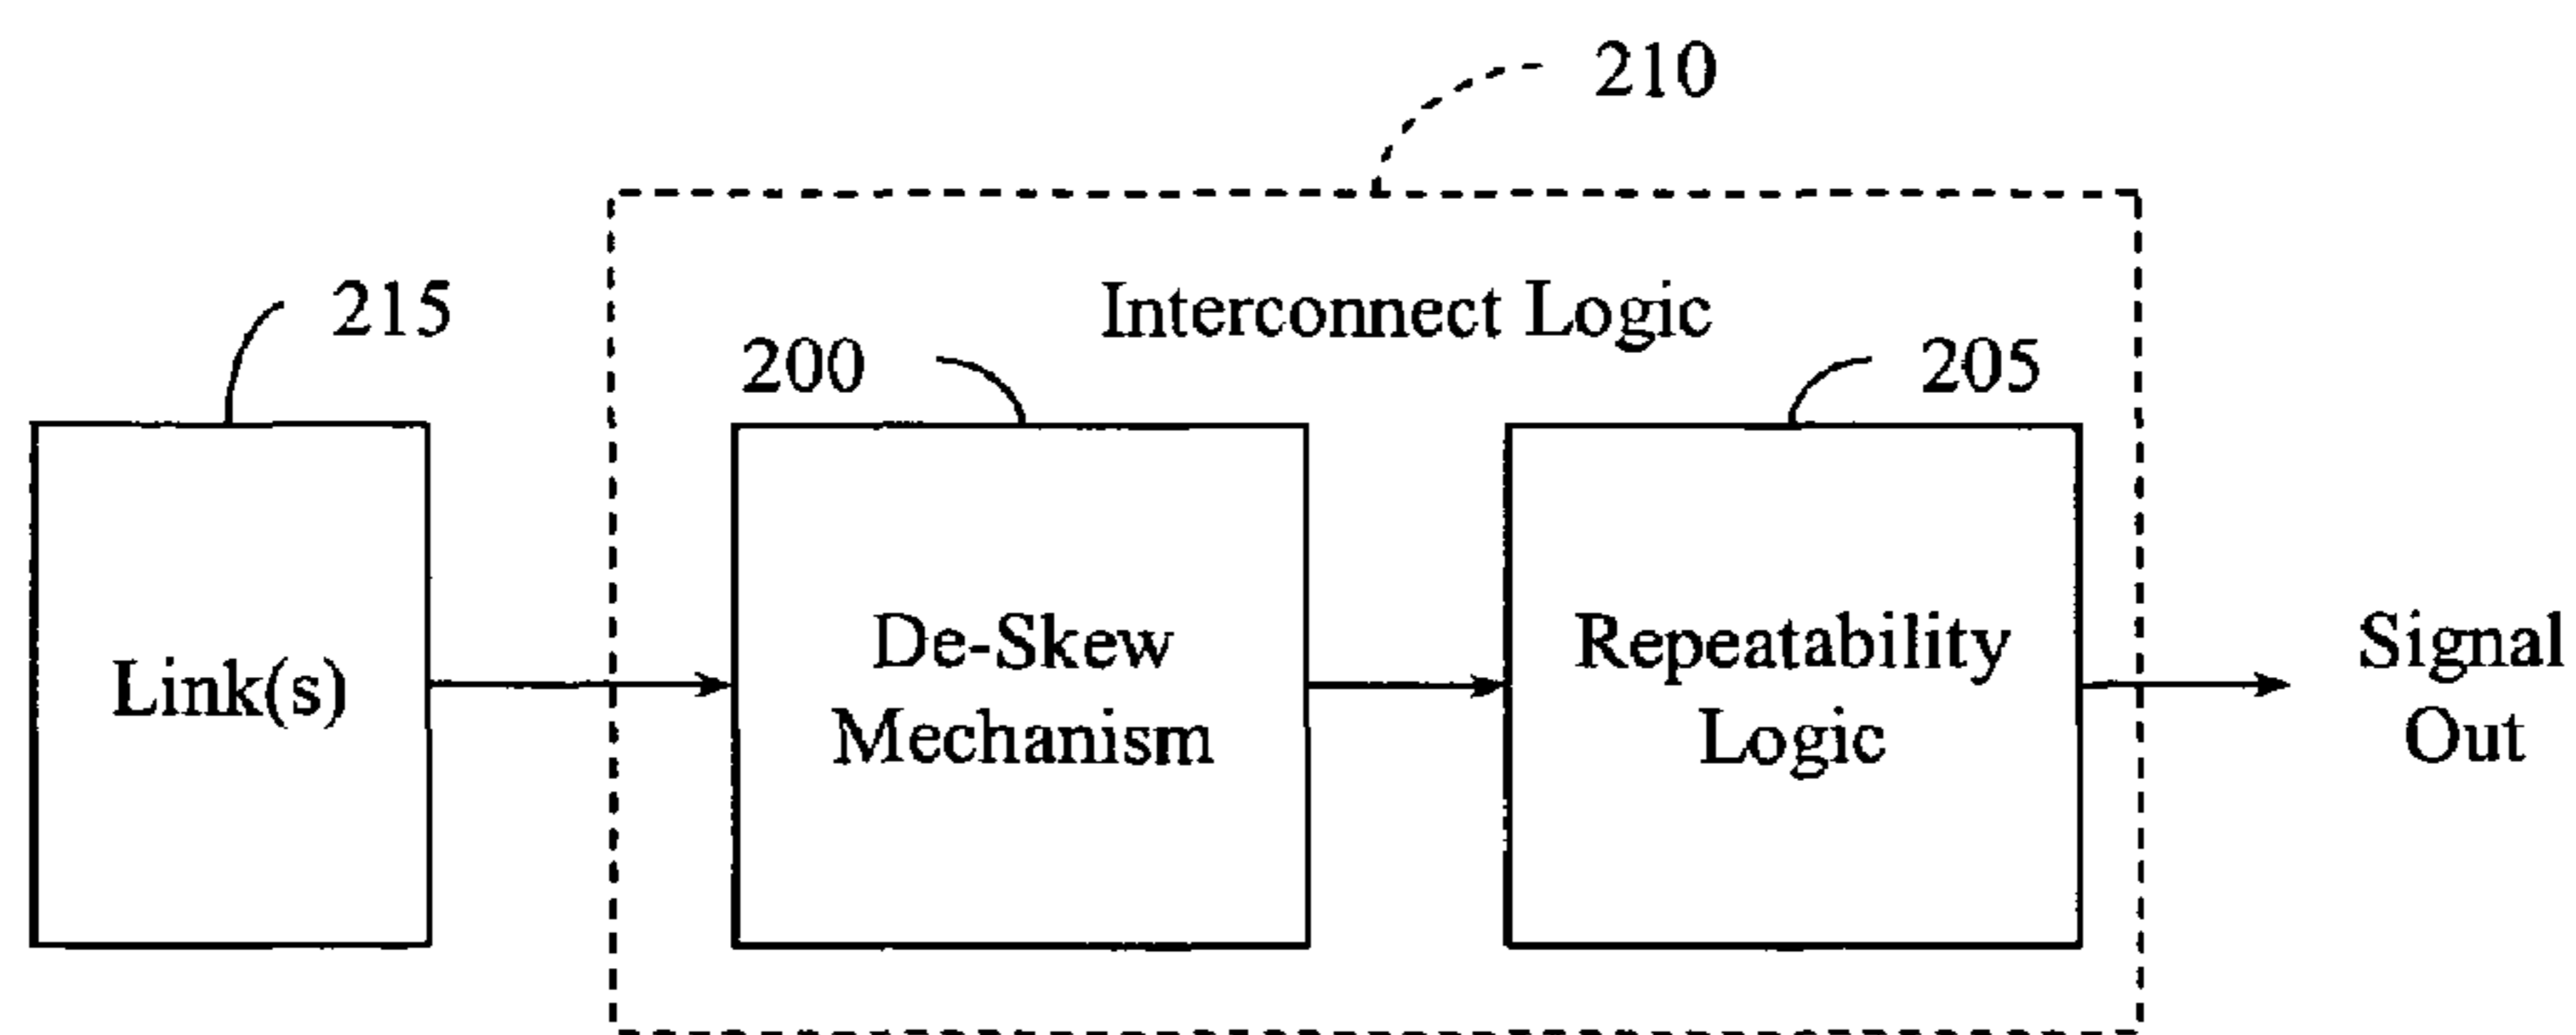 210
215
Interconnect Logic
200
205
Link(s)
De-Skew
Mechanism
Repeatability
Logic
Signal
Out